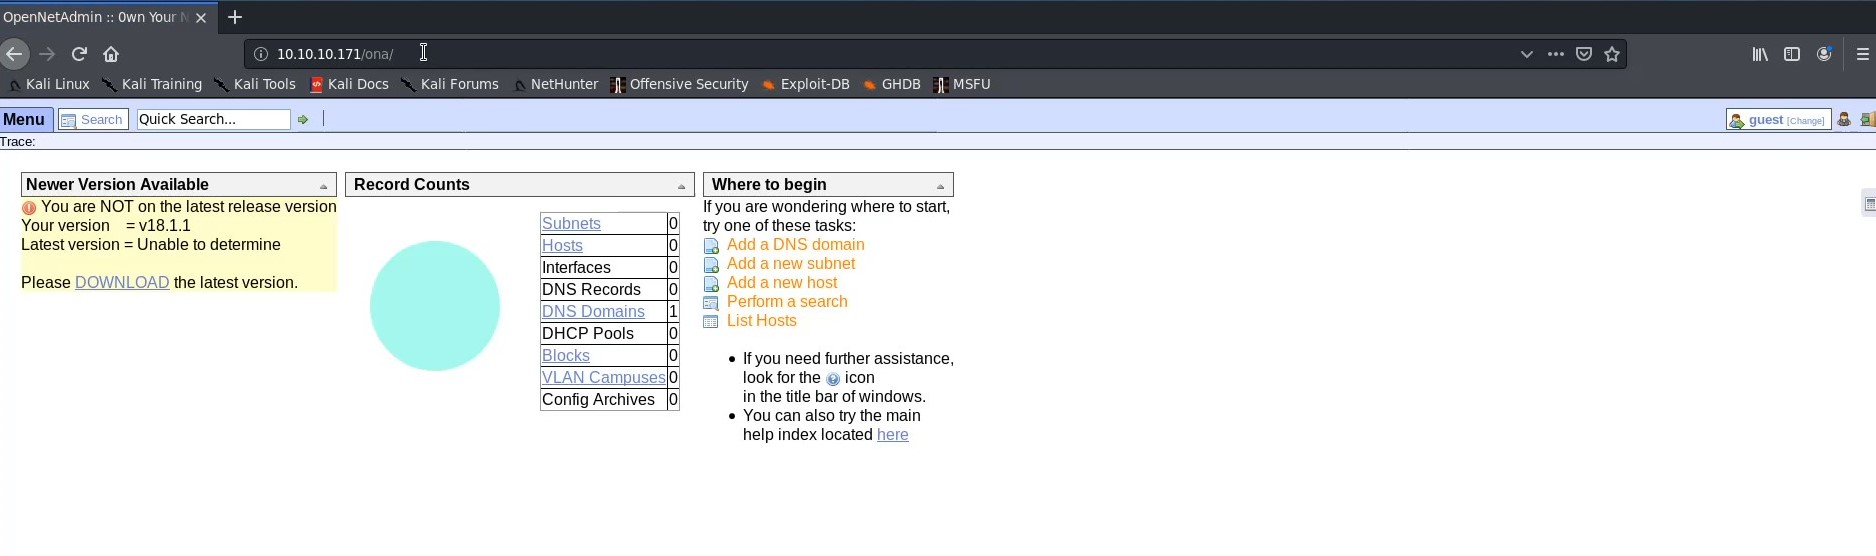 OpenNetAdmin :: 0wn Your N
10.10.10.171/ona/
Kali Linux Kali Training Kali Tools Kali Docs Kali Forums NetHunter Offensive Security Exploit-DB GHDB MSFU
Menu Search Quick Search... guest [Change]
Trace:
Newer Version Available
You are NOT on the latest release version
Your version = v18.1.1
Latest version = Unable to determine
Please DOWNLOAD the latest version.
Record Counts
Subnets 0
Hosts 0
Interfaces 0
DNS Records 0
DNS Domains 1
DHCP Pools 0
Blocks 0
VLAN Campuses 0
Config Archives 0
Where to begin
If you are wondering where to start,
try one of these tasks:
Add a DNS domain
Add a new subnet
Add a new host
Perform a search
List Hosts
• If you need further assistance,
look for the icon
in the title bar of windows.
• You can also try the main
help index located here